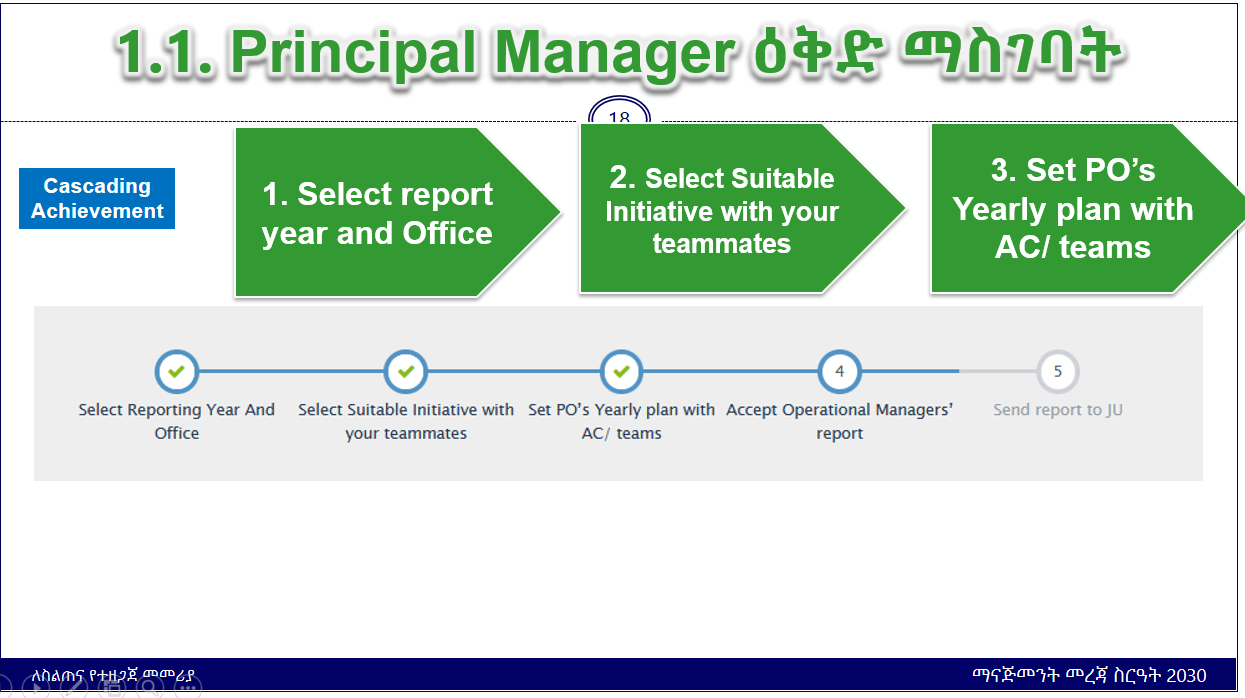 1.1. Principal Manager ዕቅድ ማስገባት
18
Cascading
Achievement
1. Select report
year and Office
2. Select Suitable
Initiative with your
teammates
3. Set PO’s
Yearly plan with
AC/ teams
Select Reporting Year And
Office
Select Suitable Initiative with
your teammates
Set PO’s Yearly plan with
AC/ teams
4
Accept Operational Managers’
report
5
Send report to JU
ለስልጠና የተዘጋጀ መመሪያ
ማናጅመንት መረጃ ስርዓት 2030